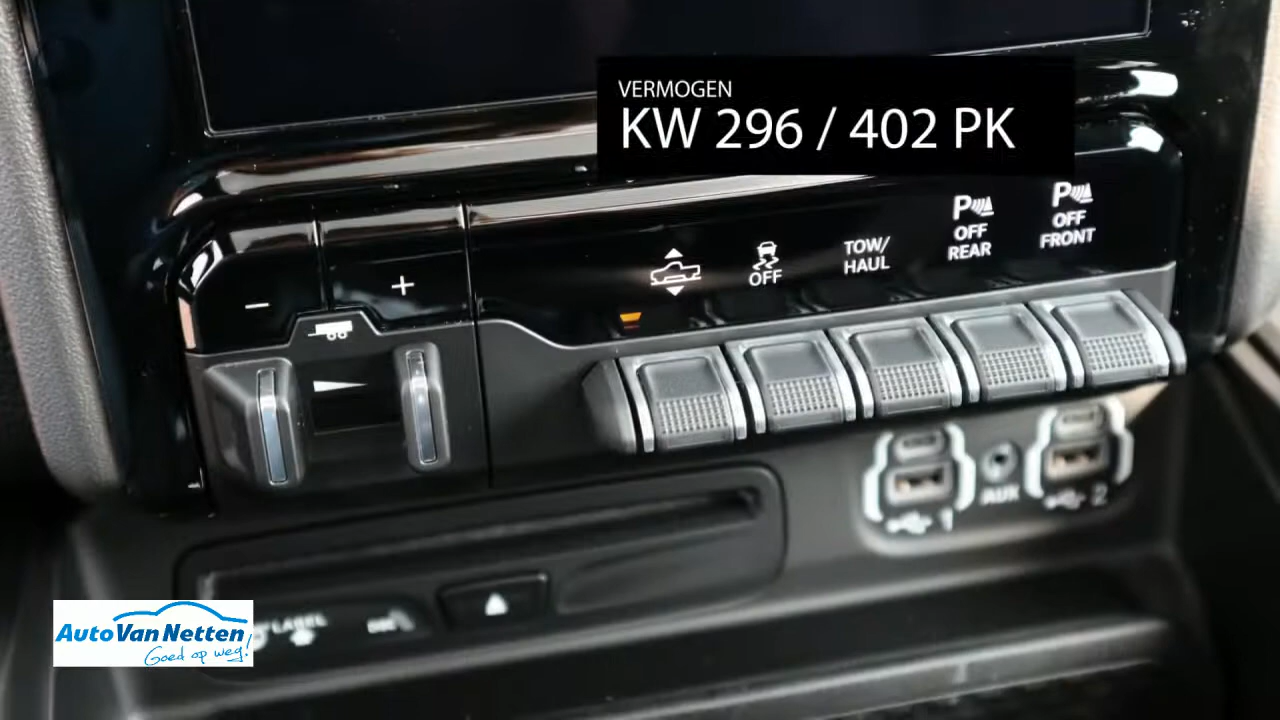 VERMOGEN
KW 296 / 402 PK
P
OFF
REAR
P
OFF
FRONT
TOW/
HAUL
OFF
−
+
1
AUX
2
LABEL
AutoVanNetten
Goed op weg!